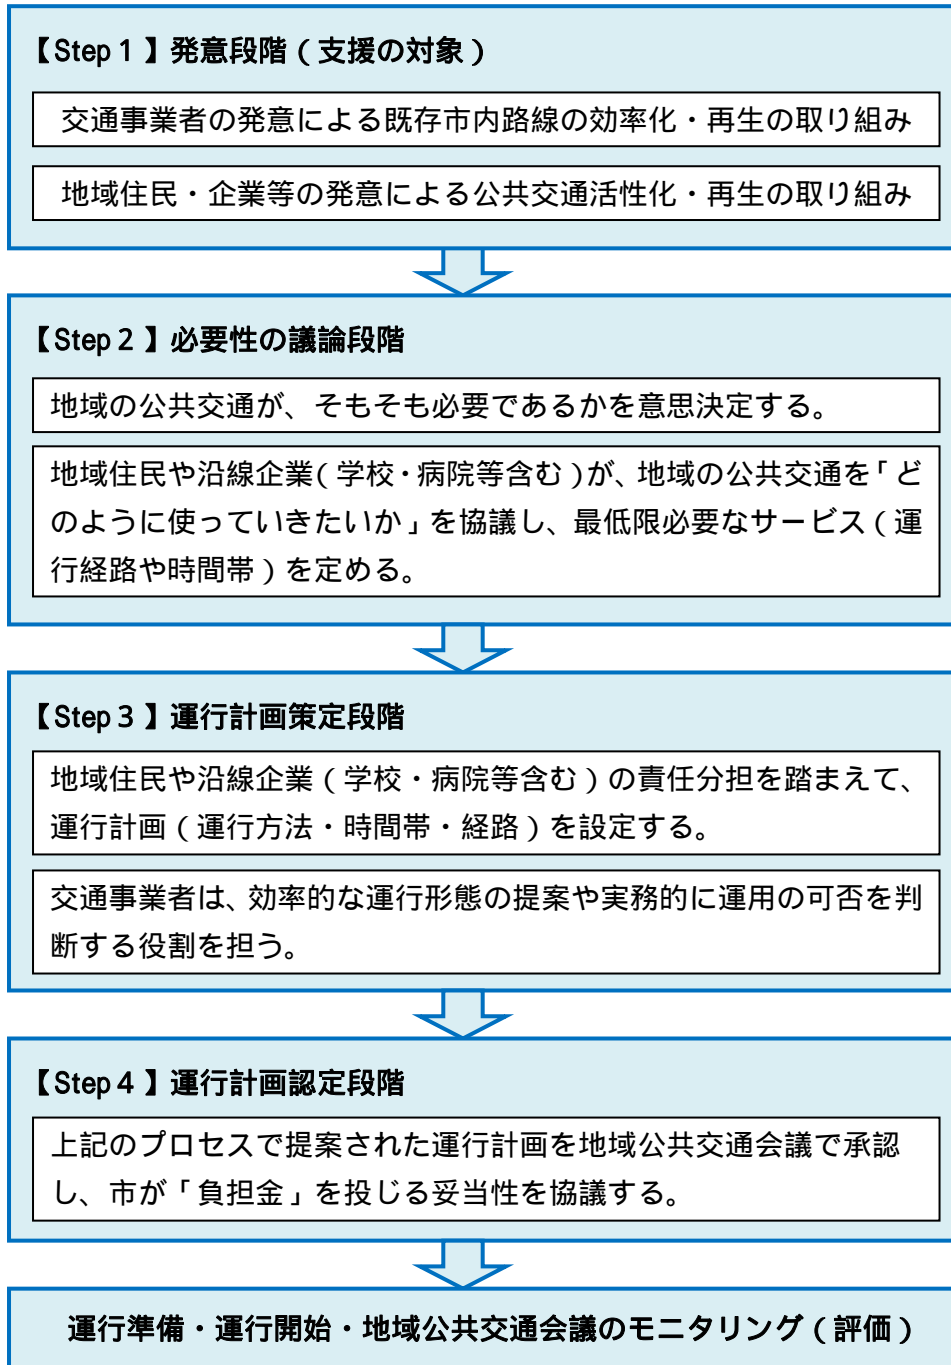 【Step 1 】発意段階（支援の対象）
交通事業者の発意による既存市内路線の効率化・再生の取り組み
地域住民・企業等の発意による公共交通活性化・再生の取り組み
【Step 2 】必要性の議論段階
地域の公共交通が、そもそも必要であるかを意思決定する。
地域住民や沿線企業（学校・病院等含む）が、地域の公共交通を「ど
のように使っていきたいか」を協議し、最低限必要なサービス（運
行経路や時間帯）を定める。
【Step 3 】運行計画策定段階
地域住民や沿線企業（学校・病院等含む）の責任分担を踏まえて、
運行計画（運行方法・時間帯・経路）を設定する。
交通事業者は、効率的な運行形態の提案や実務的に運用の可否を判
断する役割を担う。
【Step 4 】運行計画認定段階
上記のプロセスで提案された運行計画を地域公共交通会議で承認
し、市が「負担金」を投じる妥当性を協議する。
運行準備・運行開始・地域公共交通会議のモニタリング（評価）